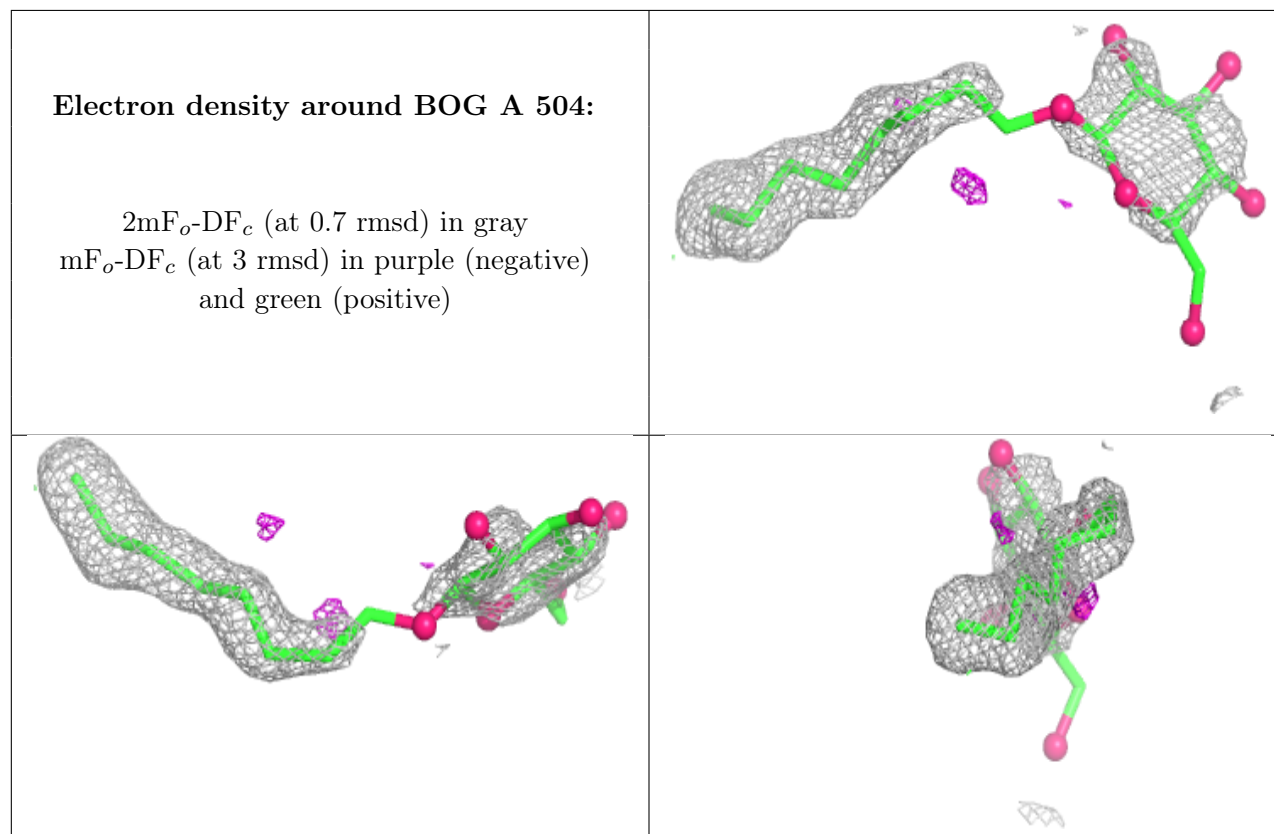 Electron density around BOG A 504:
2mFₒ-DF𝒸 (at 0.7 rmsd) in gray
mFₒ-DF𝒸 (at 3 rmsd) in purple (negative)
and green (positive)